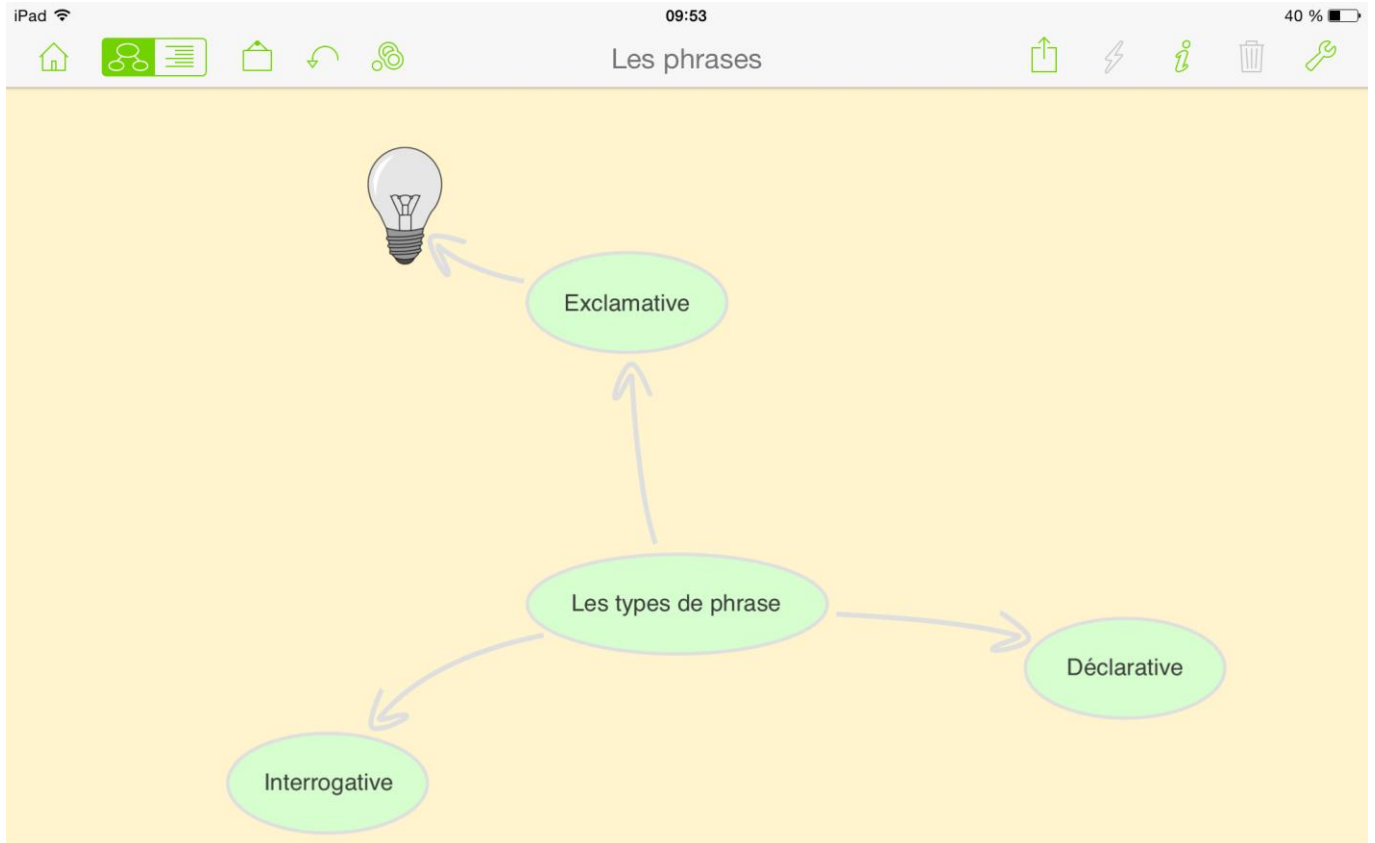 iPad 09:53 40 %
Les phrases
Exclamative
Les types de phrase
Déclarative
Interrogative